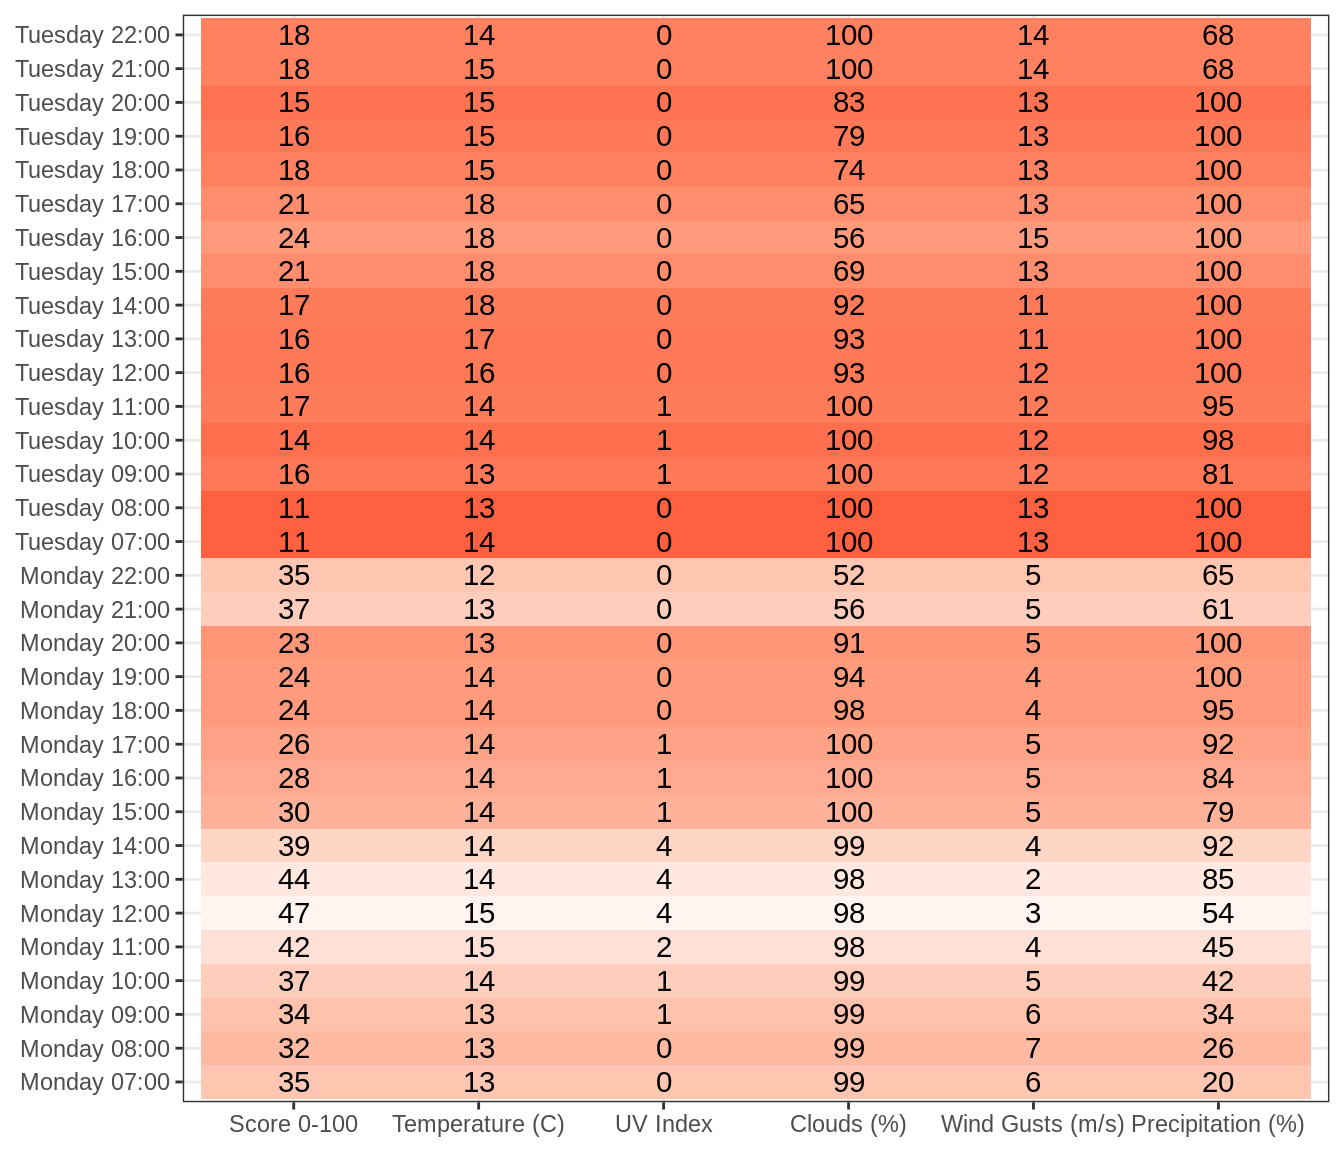 Tuesday 22:00 18 14 0 100 14 68
Tuesday 21:00 18 15 0 100 14 68
Tuesday 20:00 15 15 0 83 13 100
Tuesday 19:00 16 15 0 79 13 100
Tuesday 18:00 18 15 0 74 13 100
Tuesday 17:00 21 18 0 65 13 100
Tuesday 16:00 24 18 0 56 15 100
Tuesday 15:00 21 18 0 69 13 100
Tuesday 14:00 17 18 0 92 11 100
Tuesday 13:00 16 17 0 93 11 100
Tuesday 12:00 16 16 0 93 12 100
Tuesday 11:00 17 14 1 100 12 95
Tuesday 10:00 14 14 1 100 12 98
Tuesday 09:00 16 13 1 100 12 81
Tuesday 08:00 11 13 0 100 13 100
Tuesday 07:00 11 14 0 100 13 100
Monday 22:00 35 12 0 52 5 65
Monday 21:00 37 13 0 56 5 61
Monday 20:00 23 13 0 91 5 100
Monday 19:00 24 14 0 94 4 100
Monday 18:00 24 14 0 98 4 95
Monday 17:00 26 14 1 100 5 92
Monday 16:00 28 14 1 100 5 84
Monday 15:00 30 14 1 100 5 79
Monday 14:00 39 14 4 99 4 92
Monday 13:00 44 14 4 98 2 85
Monday 12:00 47 15 4 98 3 54
Monday 11:00 42 15 2 98 4 45
Monday 10:00 37 14 1 99 5 42
Monday 09:00 34 13 1 99 6 34
Monday 08:00 32 13 0 99 7 26
Monday 07:00 35 13 0 99 6 20
Score 0-100 Temperature (C) UV Index Clouds (%) Wind Gusts (m/s) Precipitation (%)